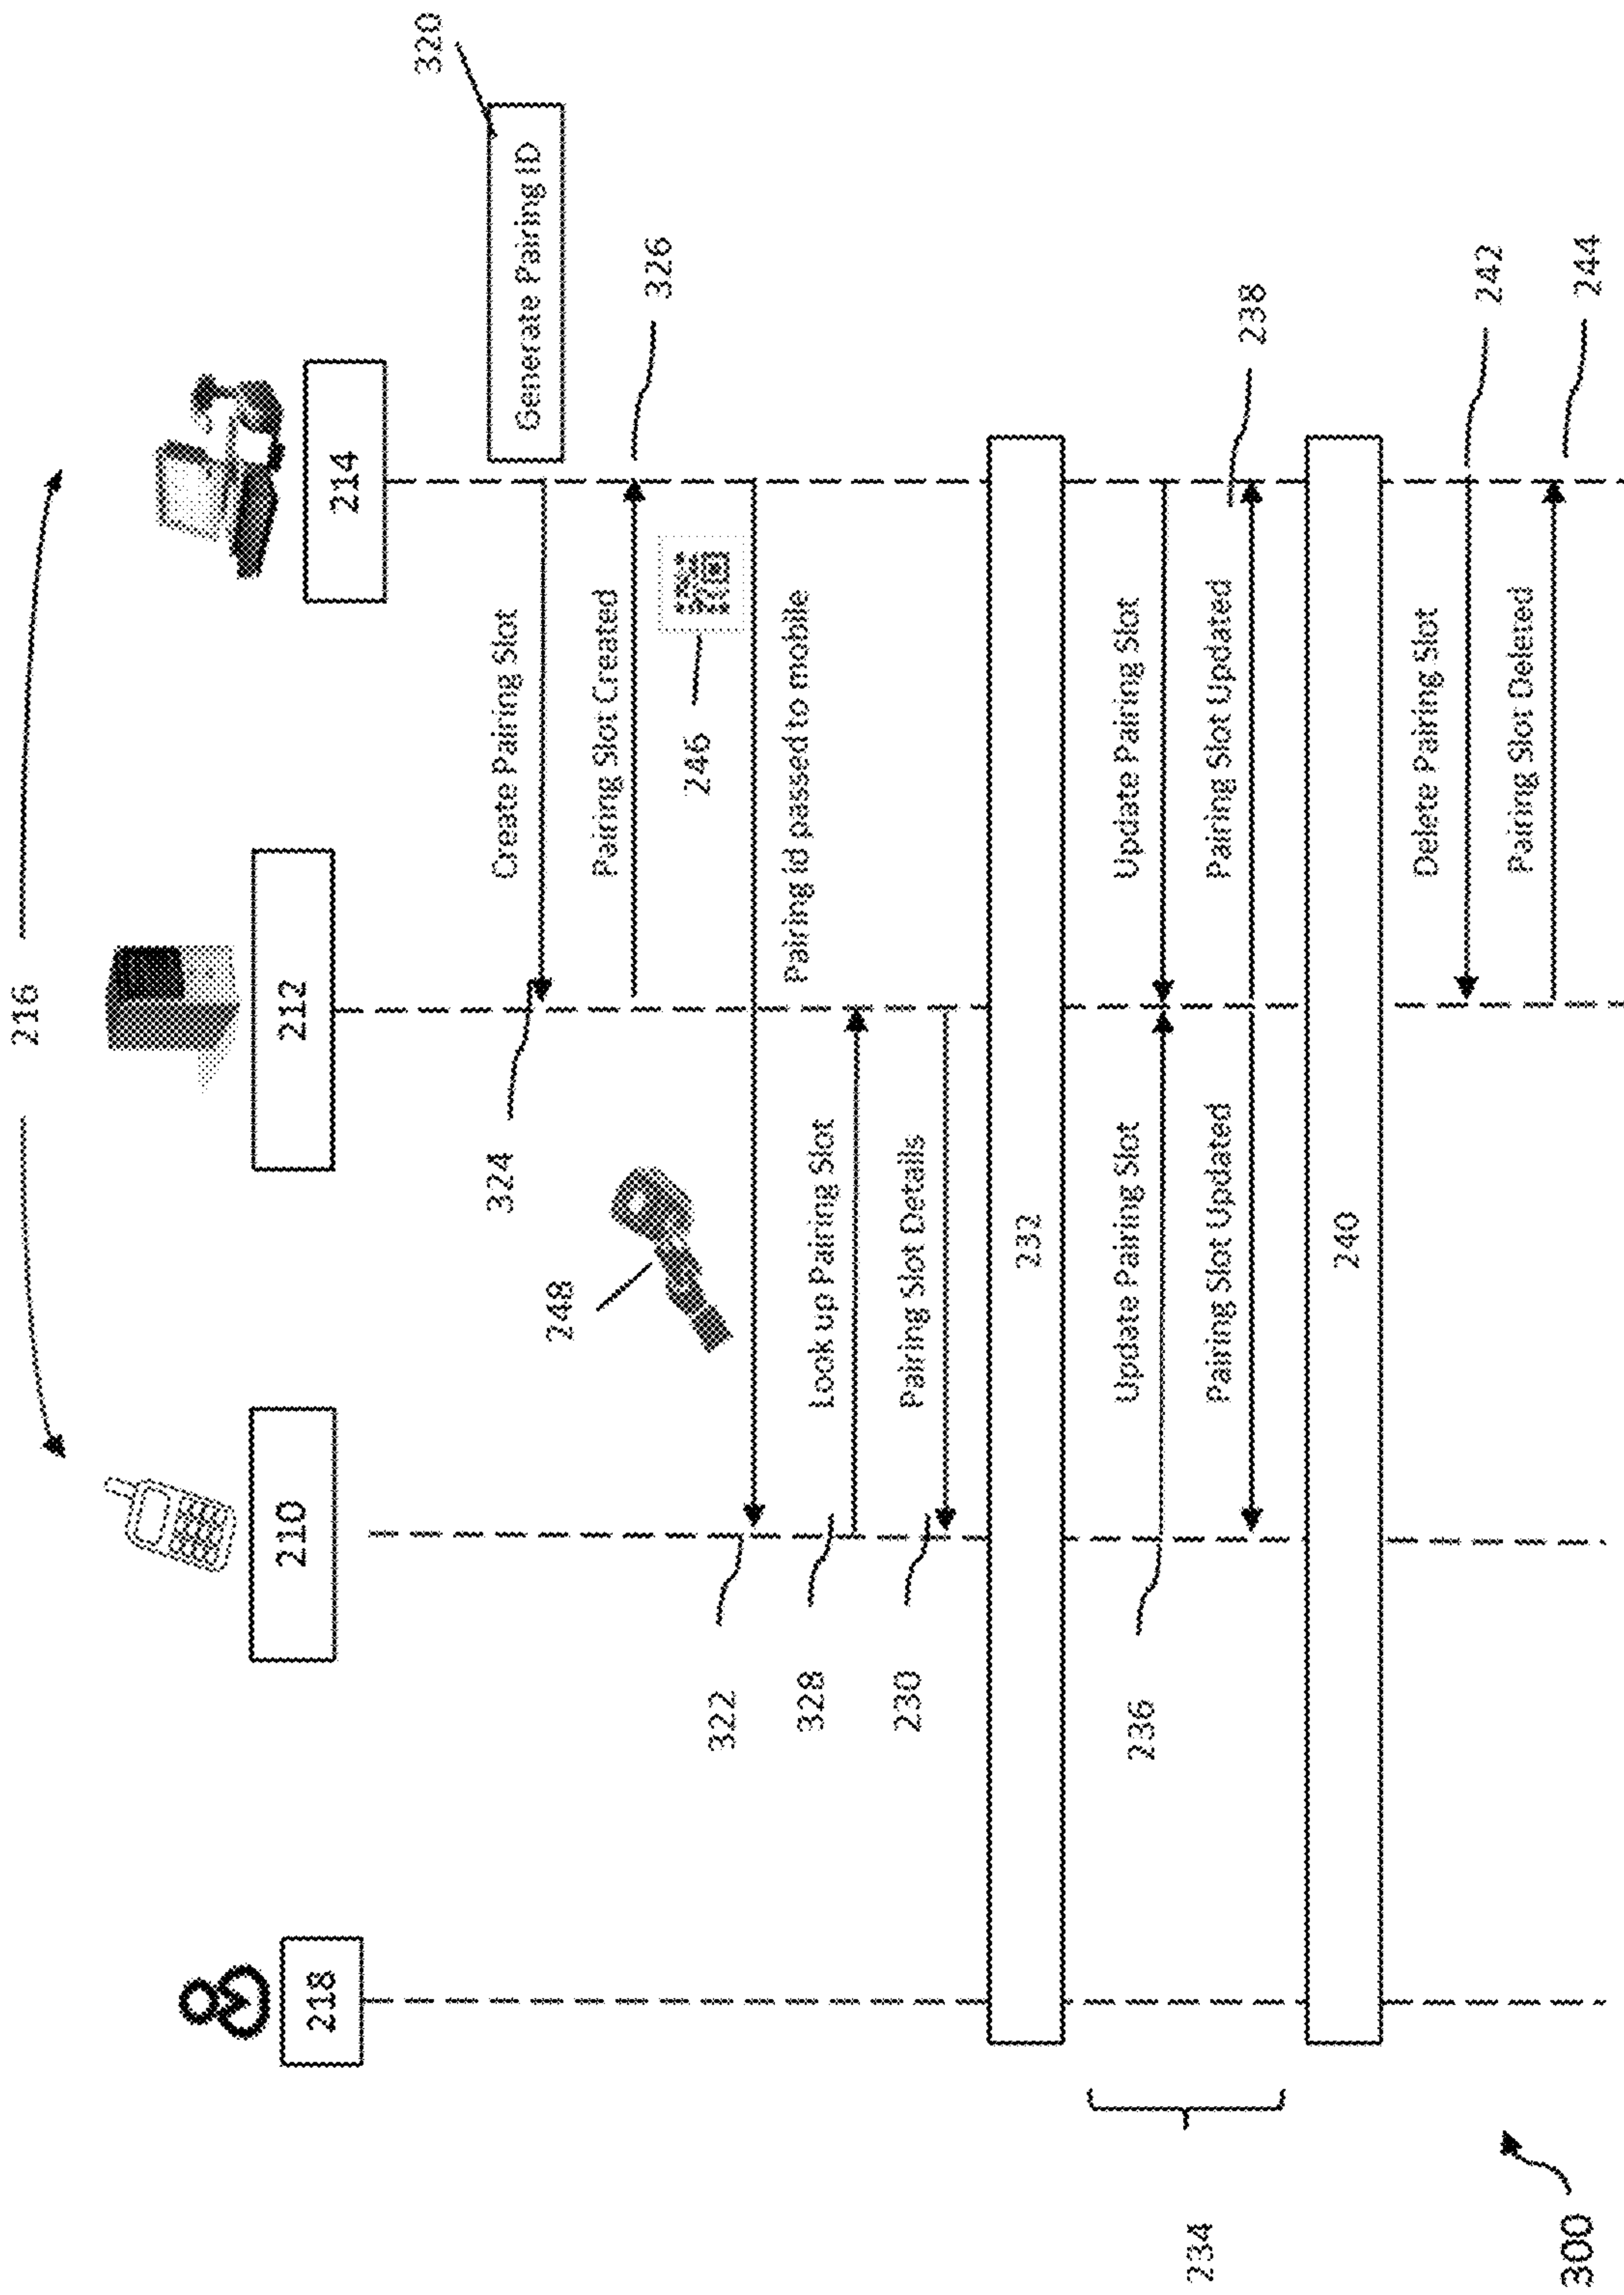 216
218
210
212
214
320
Generate Pairing ID
324
Create Pairing Slot
Pairing Slot Created
326
248
246
322
Pairing id passed to mobile
328
Look up Pairing Slot
230
Pairing Slot Details
232
236
Update Pairing Slot
Update Pairing Slot
234
Pairing Slot Updated
Pairing Slot Updated
238
240
Delete Pairing Slot
242
Pairing Slot Deleted
244
300